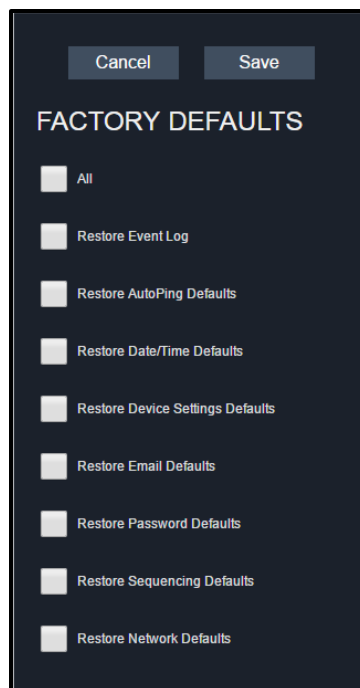 Cancel Save
FACTORY DEFAULTS
All
Restore Event Log
Restore AutoPing Defaults
Restore Date/Time Defaults
Restore Device Settings Defaults
Restore Email Defaults
Restore Password Defaults
Restore Sequencing Defaults
Restore Network Defaults